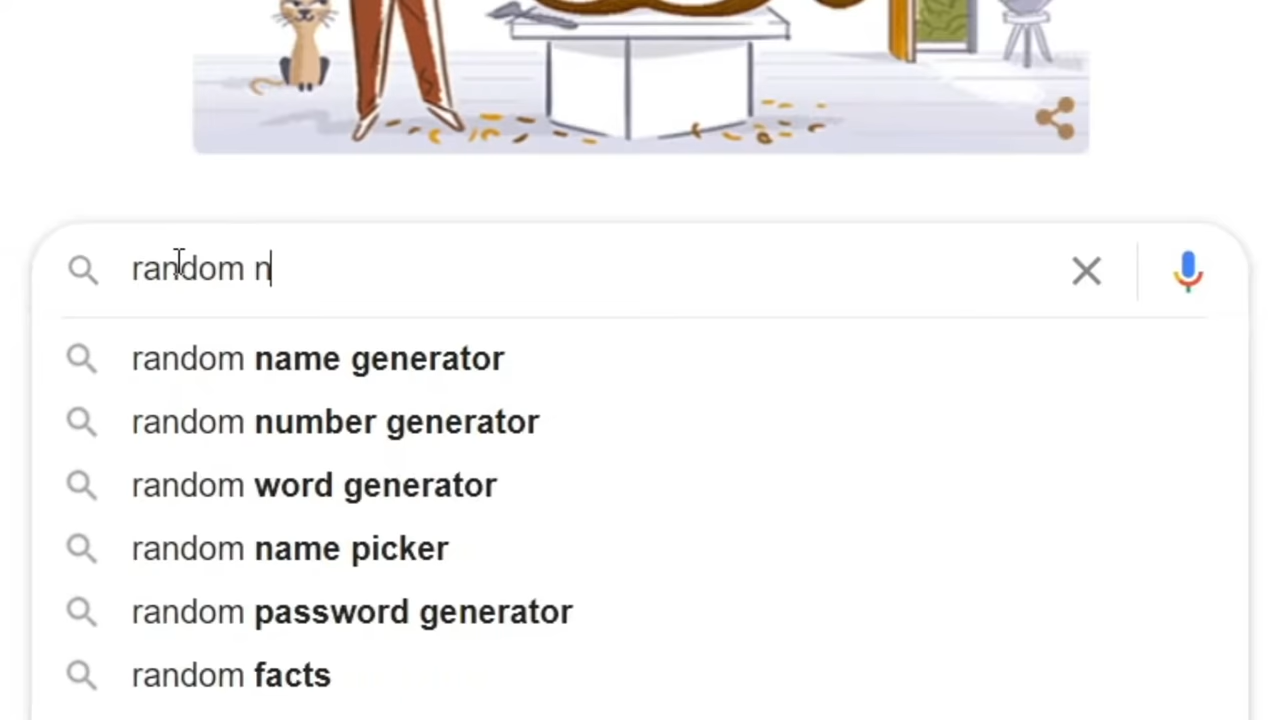 random n
random name generator
random number generator
random word generator
random name picker
random password generator
random facts